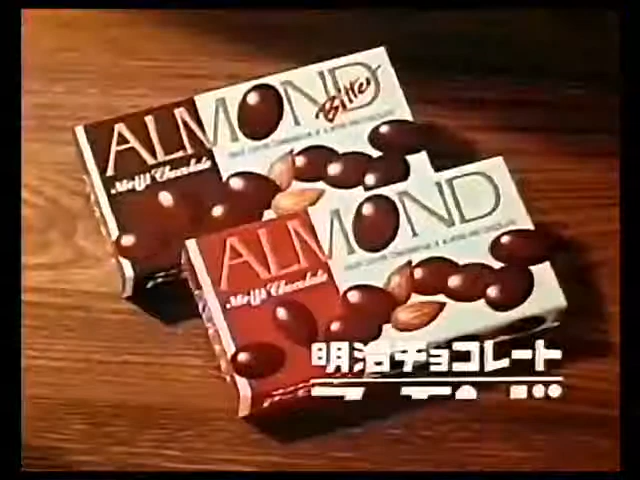 ALMOND
Bitter
Meiji Chocolate
ALMOND
Meiji Chocolate
明治チョコレート